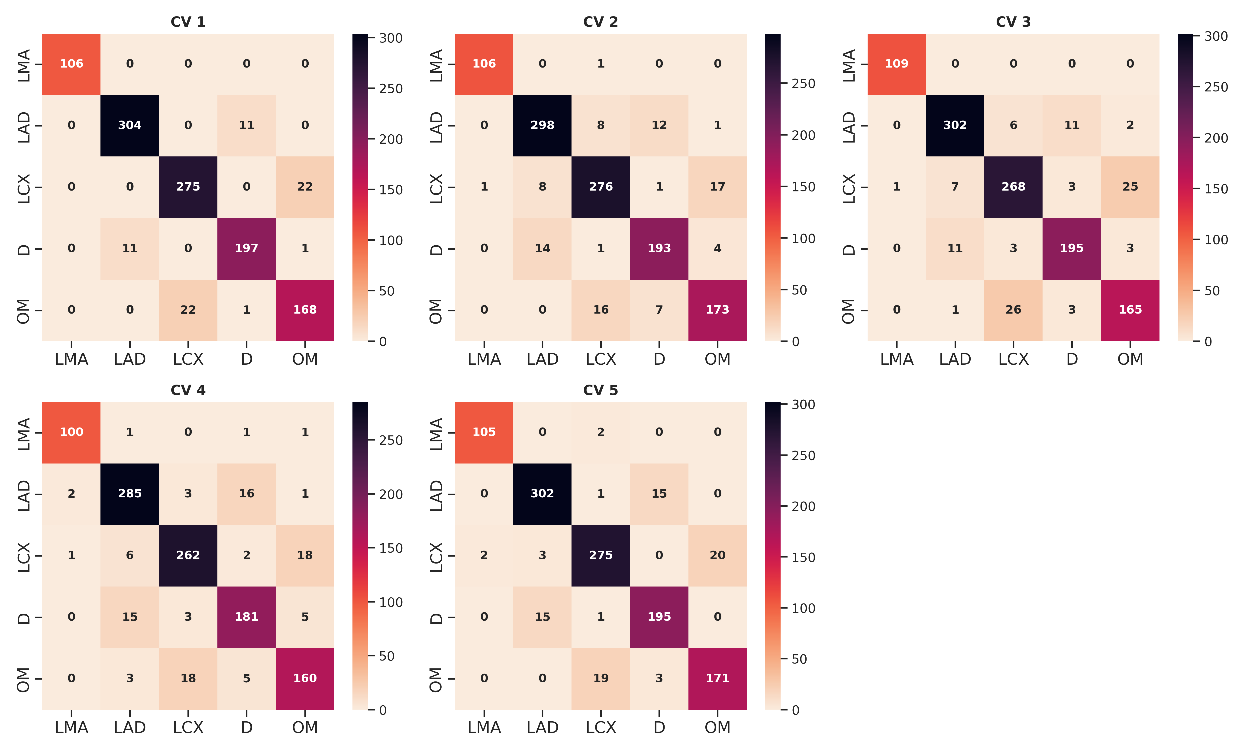 CV 1
LMA 106 0 0 0 0
LAD 0 304 0 11 0
LCX 0 0 275 0 22
D 0 11 0 197 1
OM 0 0 22 1 168
LMA LAD LCX D OM
300
250
200
150
100
50
0
CV 2
LMA 106 0 1 0 0
LAD 0 298 8 12 1
LCX 1 8 276 1 17
D 0 14 1 193 4
OM 0 0 16 7 173
LMA LAD LCX D OM
250
200
150
100
50
0
CV 3
LMA 109 0 0 0 0
LAD 0 302 6 11 2
LCX 1 7 268 3 25
D 0 11 3 195 3
OM 0 1 26 3 165
LMA LAD LCX D OM
300
250
200
150
100
50
0
CV 4
LMA 100 1 0 1 1
LAD 2 285 3 16 1
LCX 1 6 262 2 18
D 0 15 3 181 5
OM 0 3 18 5 160
LMA LAD LCX D OM
250
200
150
100
50
0
CV 5
LMA 105 0 2 0 0
LAD 0 302 1 15 0
LCX 2 3 275 0 20
D 0 15 1 195 0
OM 0 0 19 3 171
LMA LAD LCX D OM
300
250
200
150
100
50
0